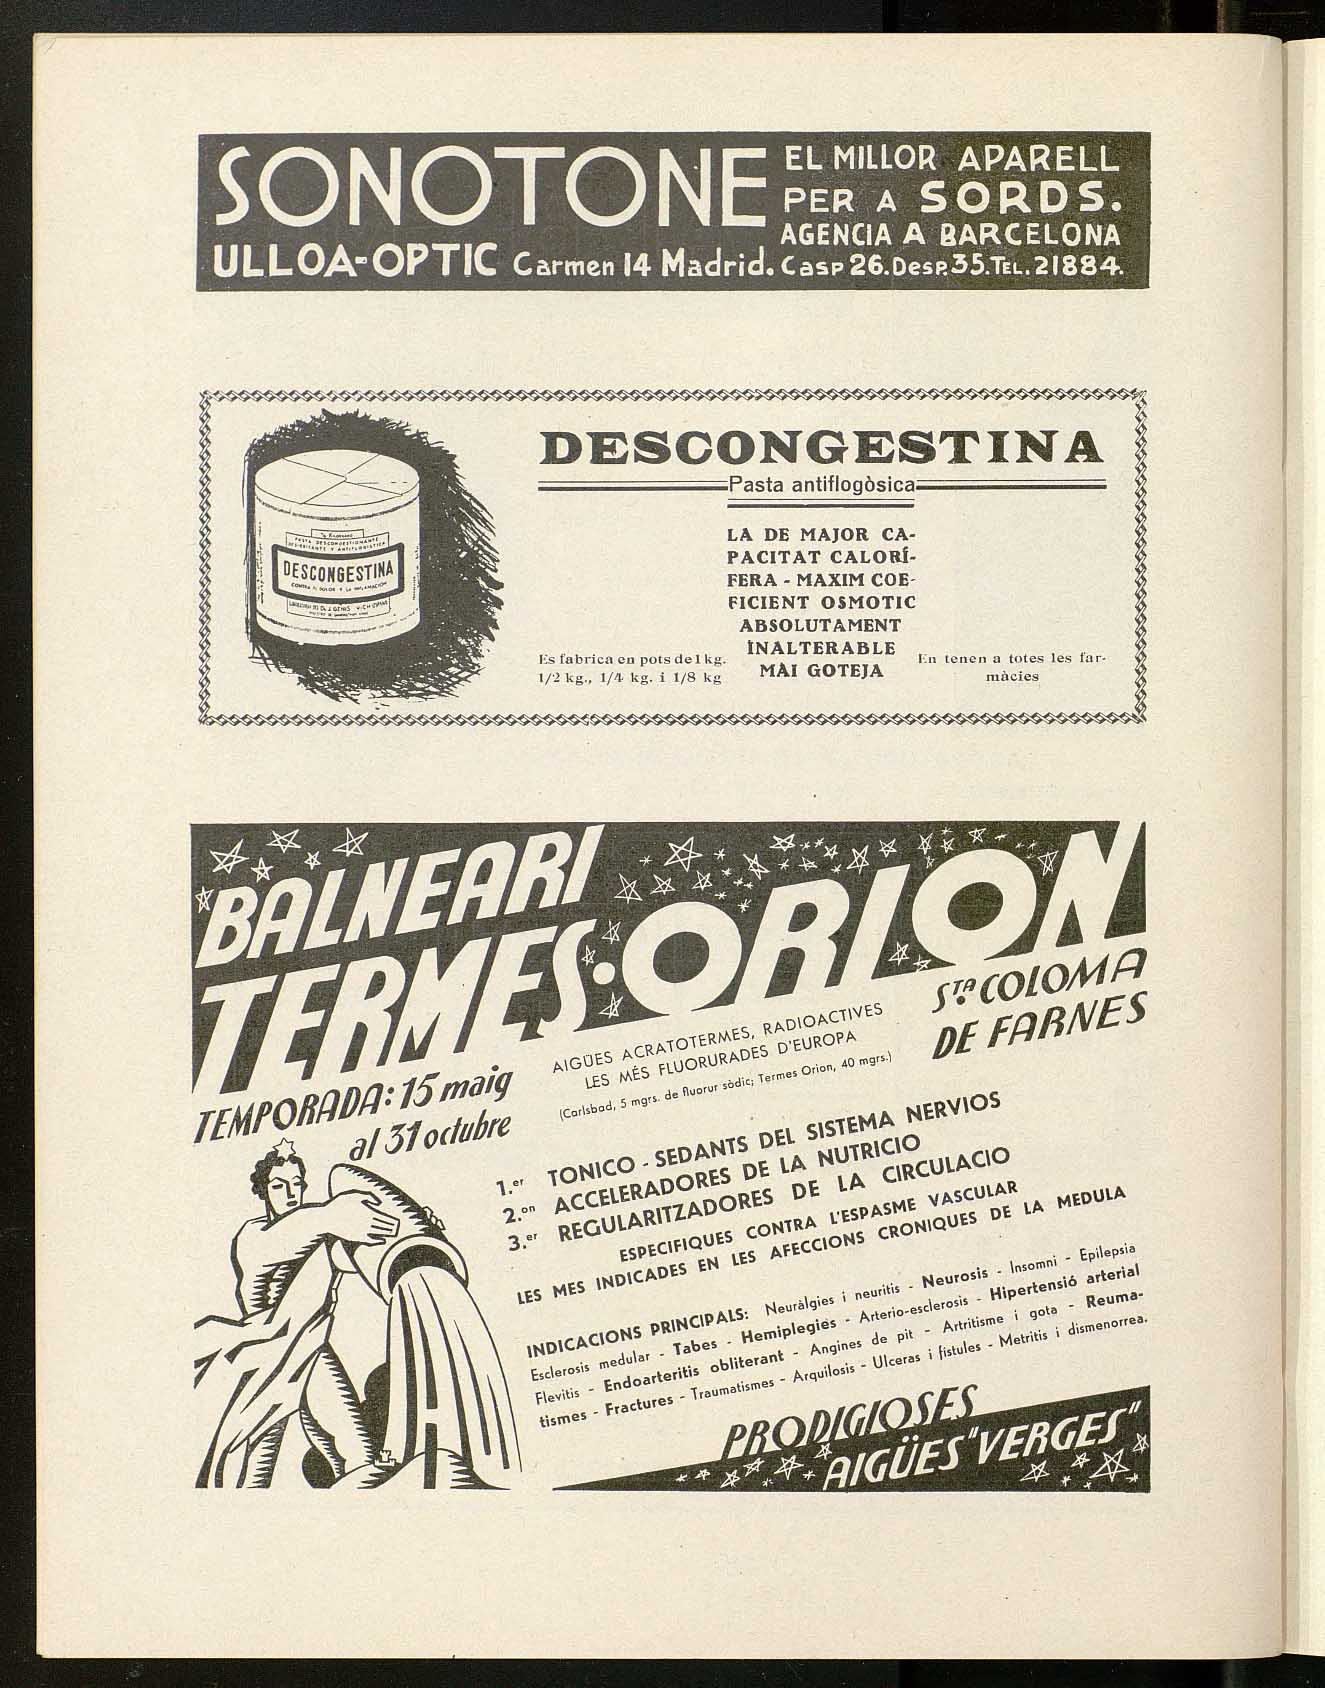 SONOTONE
EL MILLOR APARELL
PER A SORDS.
AGENCIA A BARCELONA
ULLOA-OPTIC Carmen 14 Madrid. Casp 26. Desp. 35. TEL. 21884.
DESCONGESTINA
Pasta antiflogòsica
LA DE MAJOR CA-
PACITAT CALORÍ-
FERA - MAXIM COE-
FICIENT OSMOTIC
ABSOLUTAMENT
INALTERABLE
MÀI GOTEJA
Es fabrica en pots de 1 kg.
1/2 kg., 1/4 kg. i 1/8 kg
En tenen a totes les far-
màcies
PASTA DESCONGESTIONANTE
DESCONGESTINA
CONTRA EL DOLOR Y LA INFLAMACION
BALNEARI
TERMES·ORION
STA. COLOMA
DE FARNES
TEMPORADA: 15 maig
al 31 octubre
AIGÜES ACRATOTERMES, RADIOACTIVES
LES MÉS FLUORURADES D'EUROPA
(Carlsbad, 5 mgrs. de fluorur sòdic; Termes Orion, 40 mgrs.)
1.er TONICO - SEDANTS DEL SISTEMA NERVIOS
2.on ACCELERADORES DE LA NUTRICIO
3.er REGULARITZADORES DE LA CIRCULACIO
ESPECIFIQUES CONTRA L'ESPASME VASCULAR
LES MES INDICADES EN LES AFECCIONS CRONIQUES DE LA MEDULA
INDICACIONS PRINCIPALS: Neuràlgies i neuritis - Neurosis - Insomni - Epilepsia
Esclerosis medular - Tabes - Hemiplegies - Arterio-esclerosis - Hipertensió arterial
Flevitis - Endoarteritis obliterant - Angines de pit - Artritisme i gota - Reuma-
tismes - Fractures - Traumatismes - Arquilosis - Ulceras i fístules - Metritis i dismenorrea.
PRODIGIOSES
AIGÜES "VERGES"